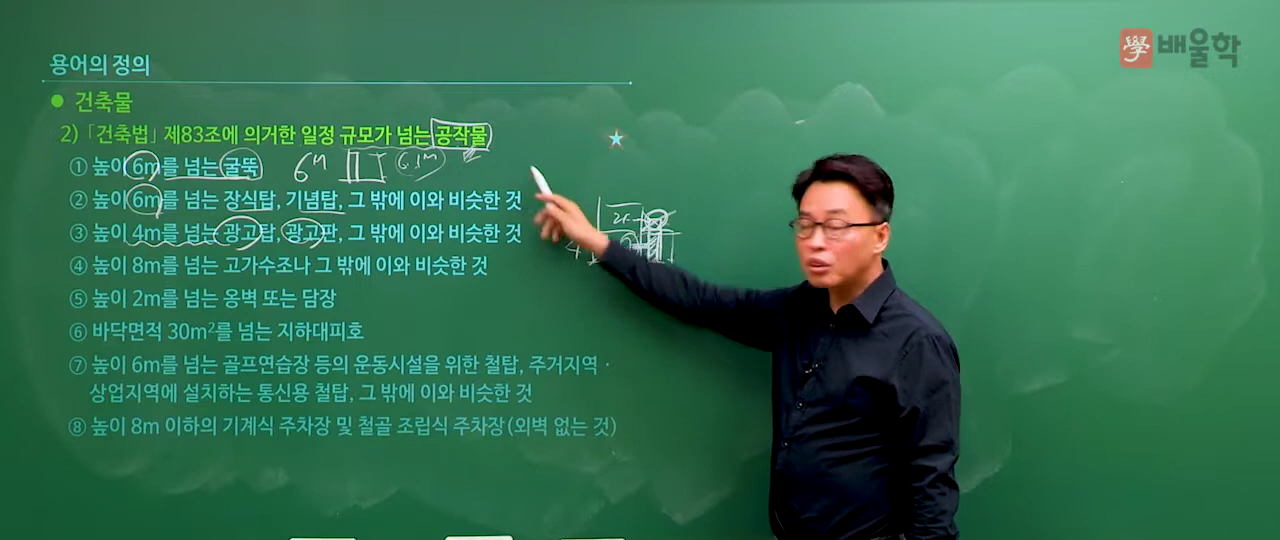 學 배울학
용어의 정의
● 건축물
2) 「건축법」 제83조에 의거한 일정 규모가 넘는 공작물
① 높이 6m를 넘는 굴뚝 6m 6.1m
② 높이 6m를 넘는 장식탑, 기념탑, 그 밖에 이와 비슷한 것
③ 높이 4m를 넘는 광고탑, 광고판, 그 밖에 이와 비슷한 것
④ 높이 8m를 넘는 고가수조나 그 밖에 이와 비슷한 것
⑤ 높이 2m를 넘는 옹벽 또는 담장
⑥ 바닥면적 30m²를 넘는 지하대피호
⑦ 높이 6m를 넘는 골프연습장 등의 운동시설을 위한 철탑, 주거지역 ·
상업지역에 설치하는 통신용 철탑, 그 밖에 이와 비슷한 것
⑧ 높이 8m 이하의 기계식 주차장 및 철골 조립식 주차장(외벽 없는 것)